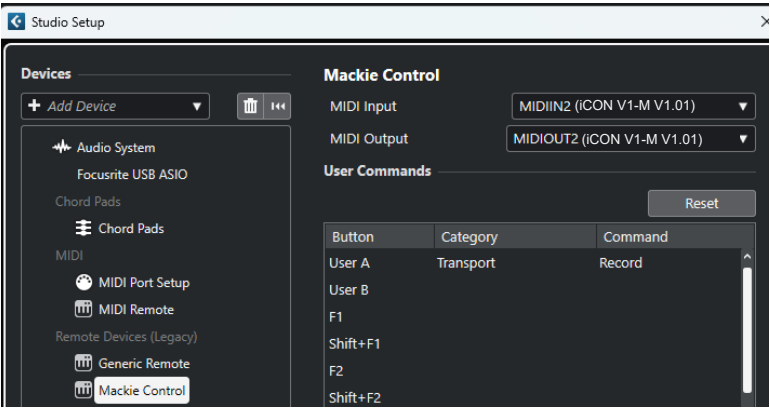 Studio Setup
Devices
+ Add Device
Audio System
Focusrite USB ASIO
Chord Pads
Chord Pads
MIDI
MIDI Port Setup
MIDI Remote
Remote Devices (Legacy)
Generic Remote
Mackie Control
Mackie Control
MIDI Input MIDIIN2 (iCON V1-M V1.01)
MIDI Output MIDIOUT2 (iCON V1-M V1.01)
User Commands
Reset
Button Category Command
User A Transport Record
User B
F1
Shift+F1
F2
Shift+F2